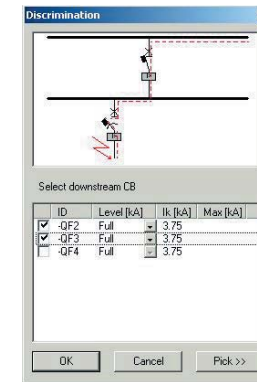 Discrimination
Select downstream CB
ID Level [kA] Ik [kA] Max [kA]
-QF2 Full 3.75
-QF3 Full 3.75
-QF4 Full 3.75
OK Cancel Pick >>